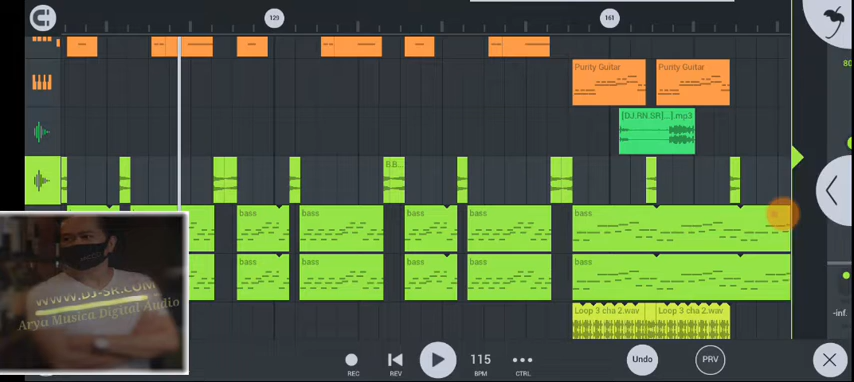 129
161
80
Purity Guitar
Purity Guitar
[DJ.RN.SR[...].mp3
B.B...
bass
bass
bass
bass
bass
bass
bass
bass
bass
bass
WWW.DJ-SR.COM
Arya Musica Digital Audio
Loop 3 cha 2.wav
Loop 3 cha 2.wav
-inf.
115
Undo
PRV
REC
REV
BPM
CTRL